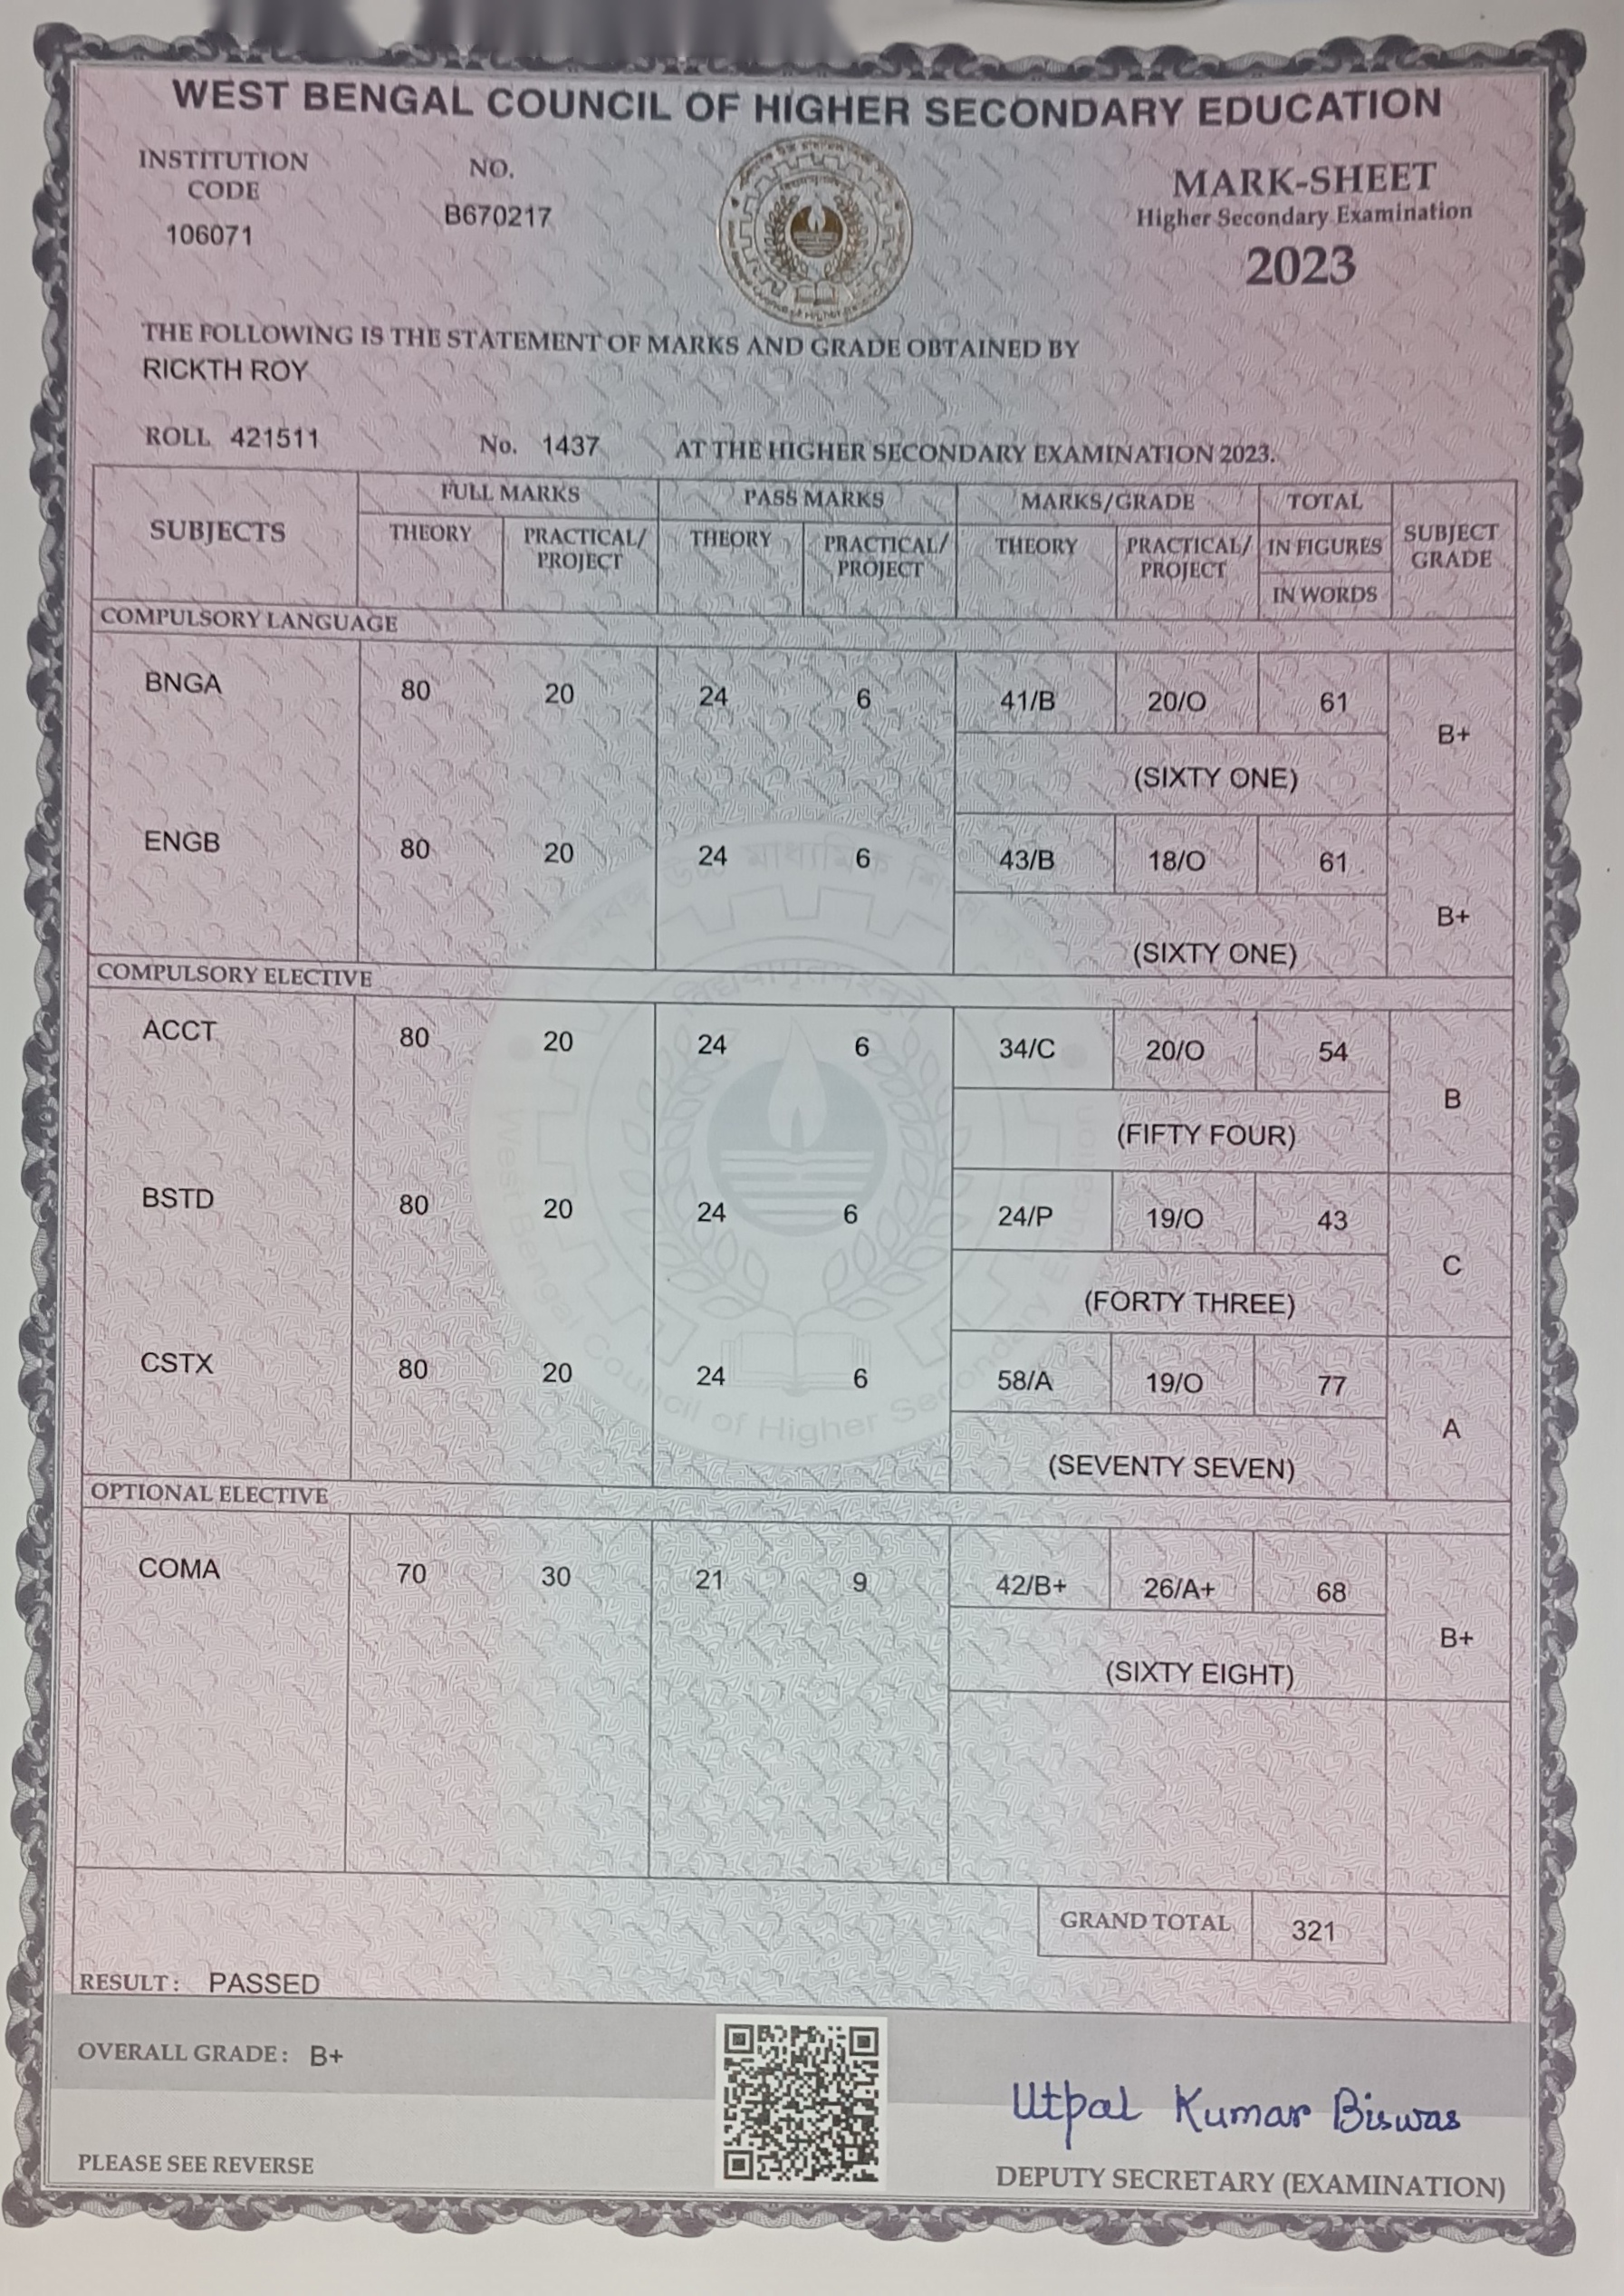 WEST BENGAL COUNCIL OF HIGHER SECONDARY EDUCATION
INSTITUTION CODE
106071
NO.
B670217
MARK-SHEET
Higher Secondary Examination
2023
THE FOLLOWING IS THE STATEMENT OF MARKS AND GRADE OBTAINED BY
RICKTH ROY
ROLL 421511 No. 1437 AT THE HIGHER SECONDARY EXAMINATION 2023.
SUBJECTS FULL MARKS PASS MARKS MARKS/GRADE TOTAL SUBJECT GRADE
THEORY PRACTICAL/PROJECT THEORY PRACTICAL/PROJECT THEORY PRACTICAL/PROJECT IN FIGURES
IN WORDS
COMPULSORY LANGUAGE
BNGA 80 20 24 6 41/B 20/O 61 B+
(SIXTY ONE)
ENGB 80 20 24 6 43/B 18/O 61 B+
(SIXTY ONE)
COMPULSORY ELECTIVE
ACCT 80 20 24 6 34/C 20/O 54 B
(FIFTY FOUR)
BSTD 80 20 24 6 24/P 19/O 43 C
(FORTY THREE)
CSTX 80 20 24 6 58/A 19/O 77 A
(SEVENTY SEVEN)
West Bengal Council of Higher Secondary Education
OPTIONAL ELECTIVE
COMA 70 30 21 9 42/B+ 26/A+ 68 B+
(SIXTY EIGHT)
GRAND TOTAL 321
RESULT: PASSED
OVERALL GRADE: B+
Utpal Kumar Biswas
PLEASE SEE REVERSE
DEPUTY SECRETARY (EXAMINATION)